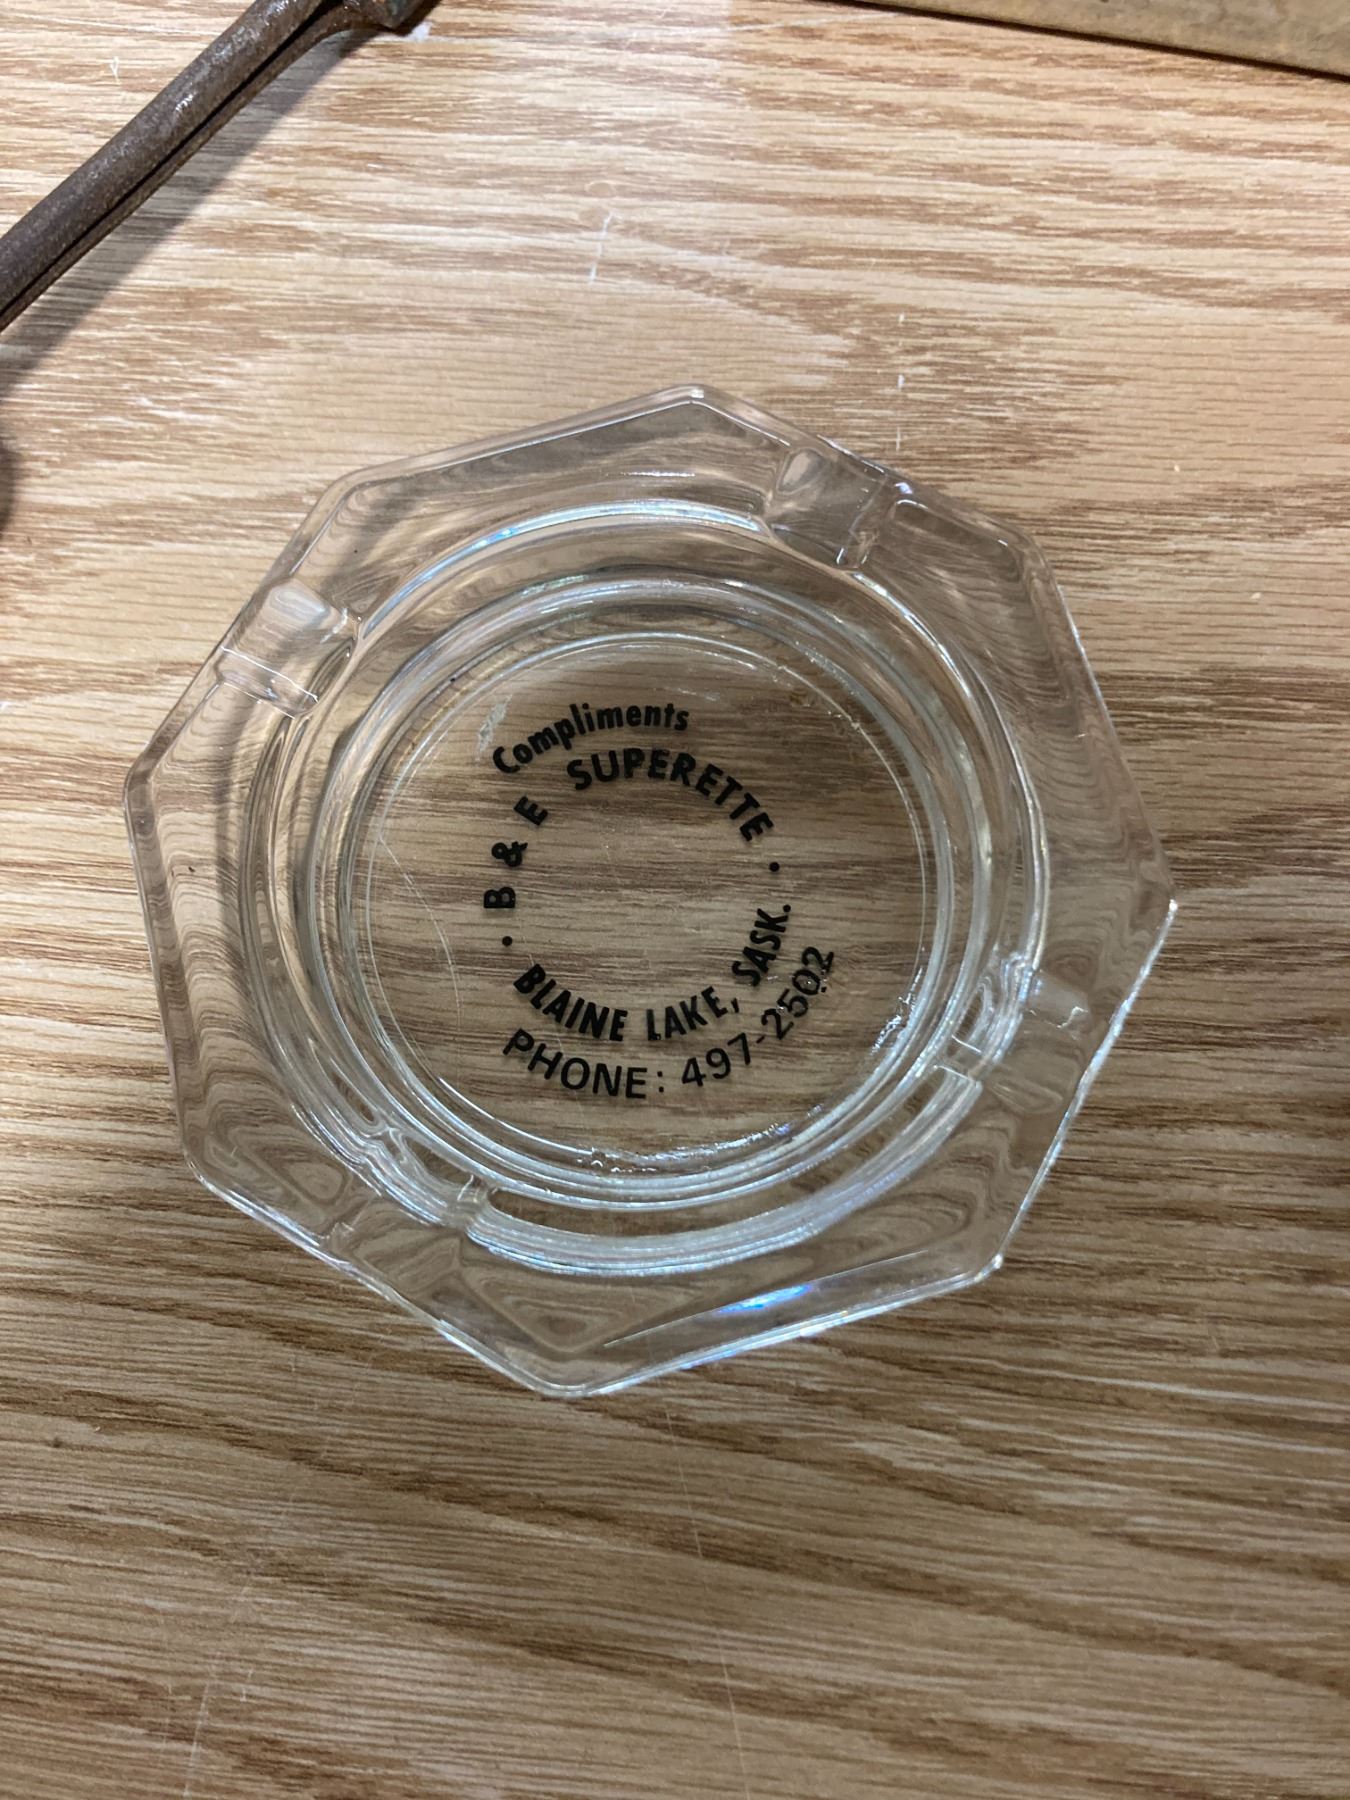 Compliments
• B & E SUPERETTE •
BLAINE LAKE, SASK.
PHONE: 497-2502